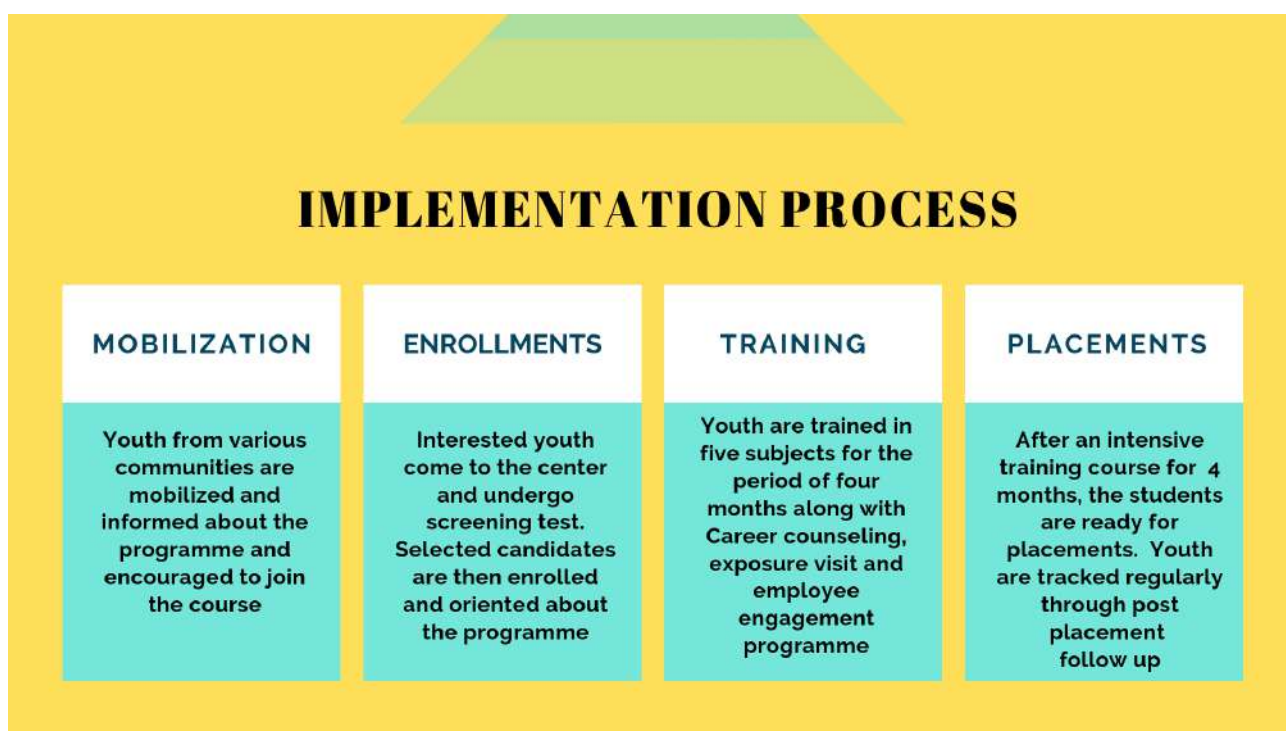 IMPLEMENTATION PROCESS
MOBILIZATION
Youth from various
communities are
mobilized and
informed about the
programme and
encouraged to join
the course
ENROLLMENTS
Interested youth
come to the center
and undergo
screening test.
Selected candidates
are then enrolled
and oriented about
the programme
TRAINING
Youth are trained in
five subjects for the
period of four
months along with
Career counseling,
exposure visit and
employee
engagement
programme
PLACEMENTS
After an intensive
training course for 4
months, the students
are ready for
placements. Youth
are tracked regularly
through post
placement
follow up